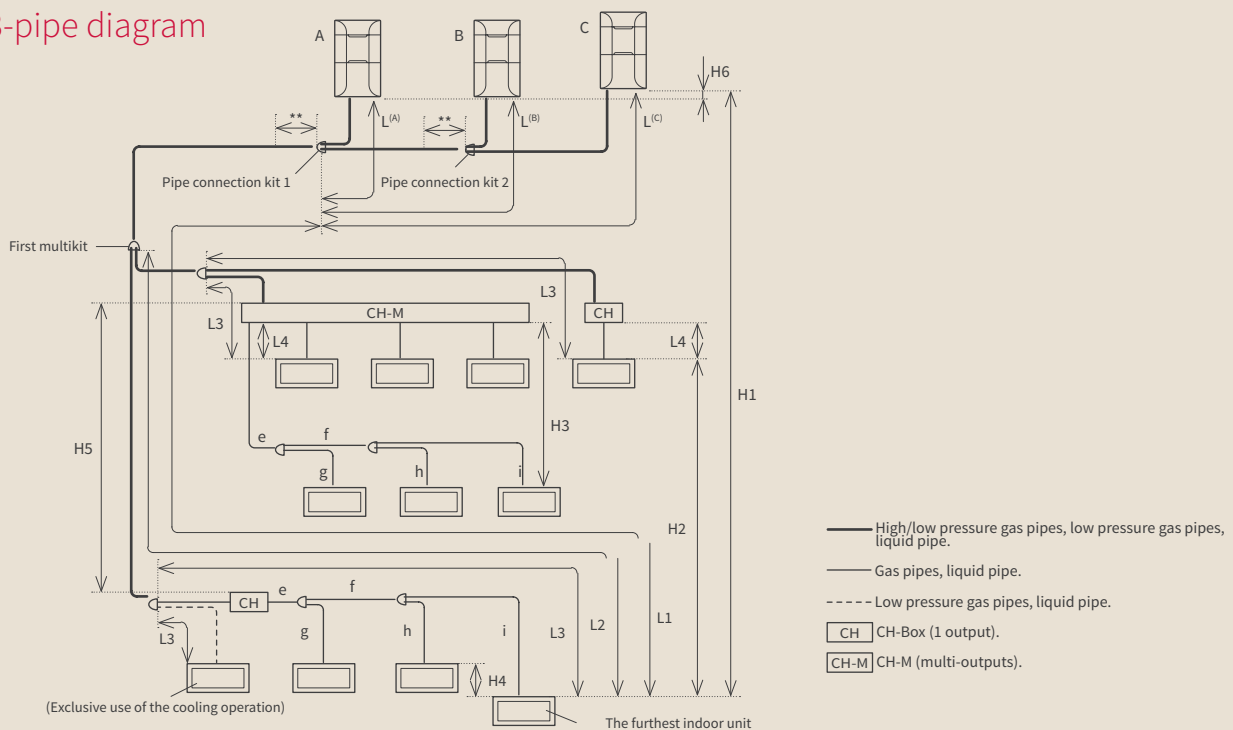 -pipe diagram
A
B
C
H6
**
**
L(A)
L(B)
L(C)
Pipe connection kit 1
Pipe connection kit 2
First multikit
L3
L3
CH-M
CH
L4
L4
H1
H5
H3
e
f
g
h
i
H2
High/low pressure gas pipes, low pressure gas pipes,
liquid pipe.
Gas pipes, liquid pipe.
Low pressure gas pipes, liquid pipe.
CH CH-Box (1 output).
CH-M CH-M (multi-outputs).
CH
e
f
g
h
i
L3
L3
L2
L1
H4
(Exclusive use of the cooling operation)
The furthest indoor unit